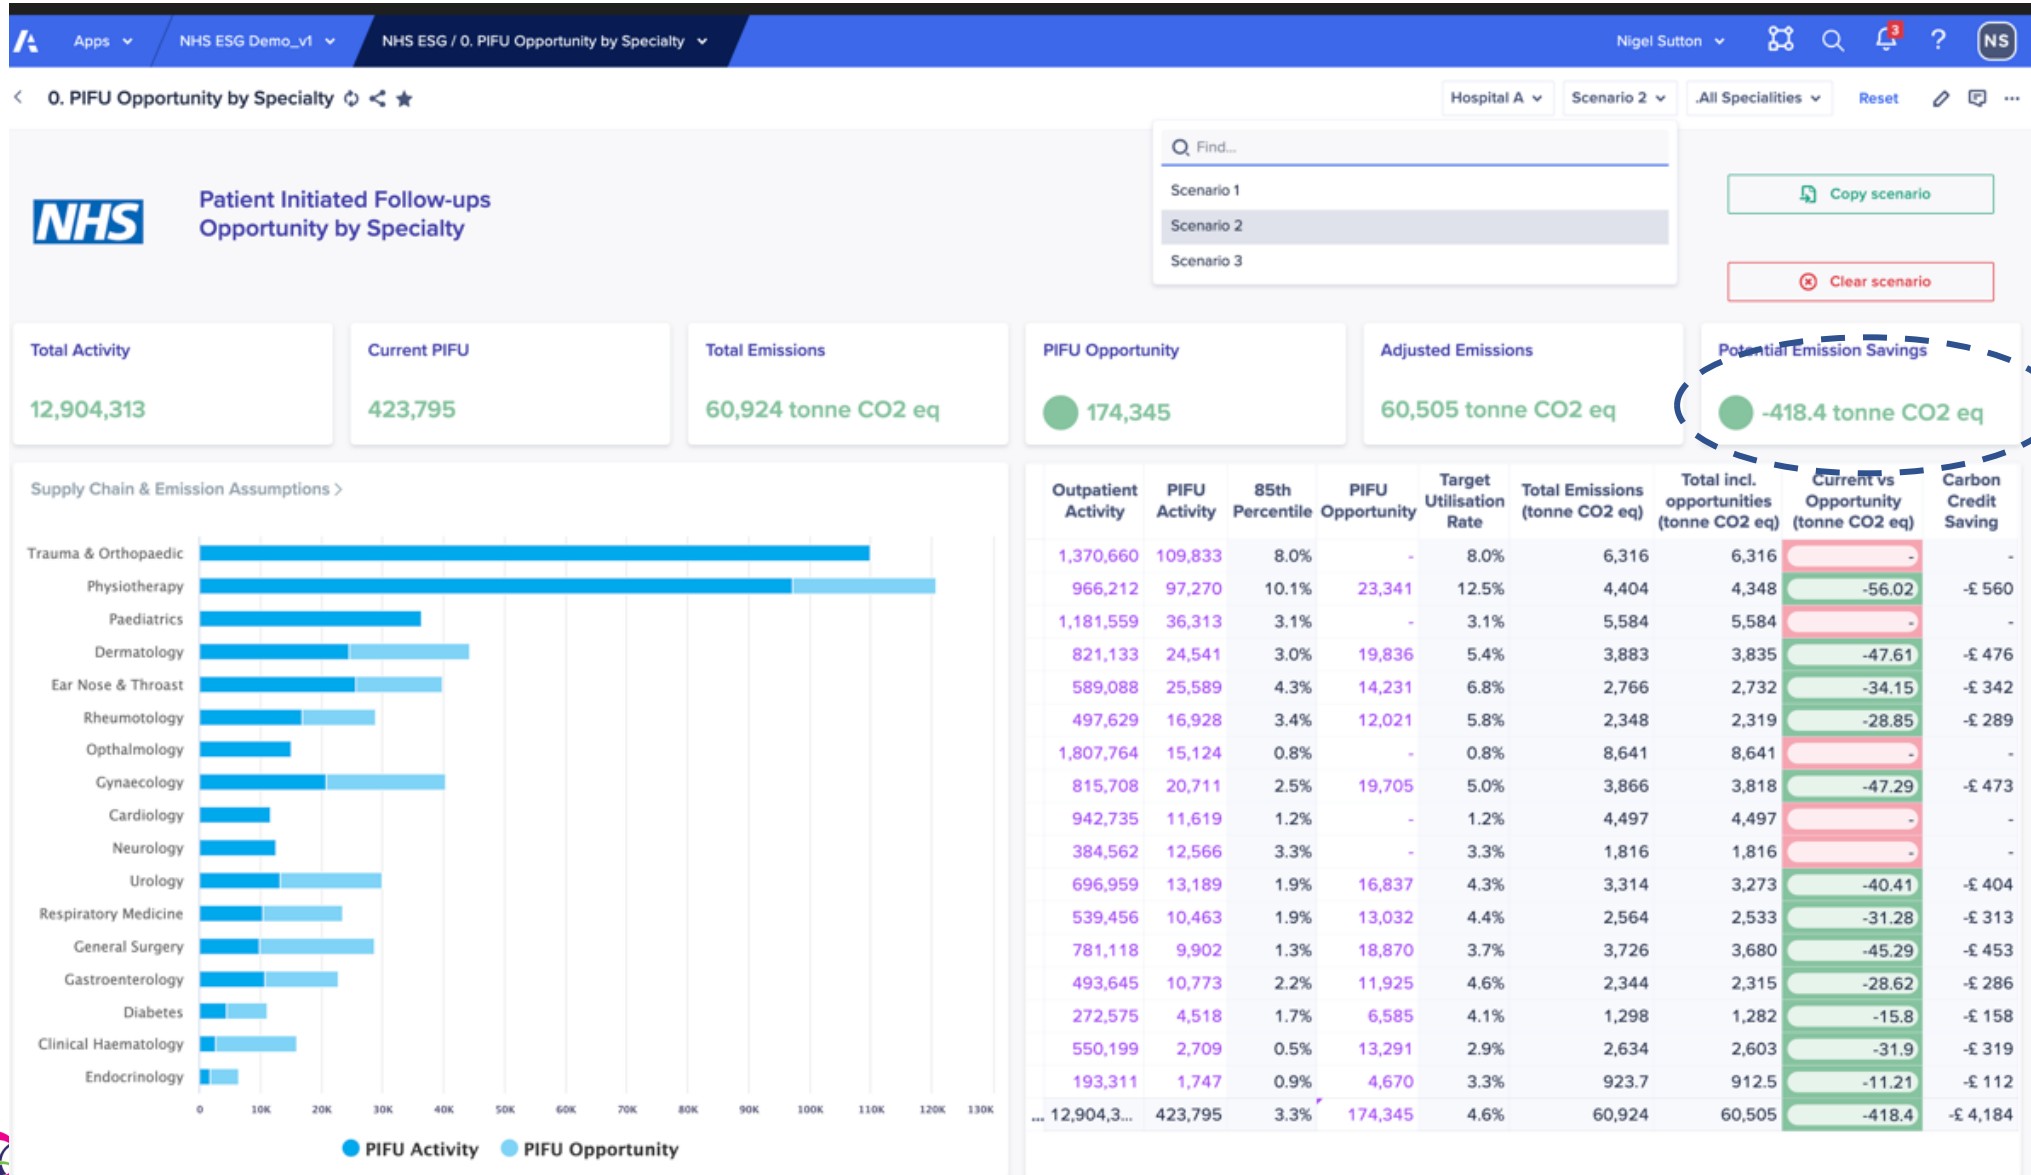 Apps
NHS ESG Demo_v1
NHS ESG / 0. PIFU Opportunity by Specialty
Nigel Sutton
3
?
NS
0. PIFU Opportunity by Specialty
Hospital A
Scenario 2
.All Specialities
Reset
Find...
Scenario 1
Scenario 2
Scenario 3
Copy scenario
Clear scenario
NHS
Patient Initiated Follow-ups
Opportunity by Specialty
Total Activity
12,904,313
Current PIFU
423,795
Total Emissions
60,924 tonne CO2 eq
PIFU Opportunity
174,345
Adjusted Emissions
60,505 tonne CO2 eq
Potential Emission Savings
-418.4 tonne CO2 eq
Supply Chain & Emission Assumptions >
Trauma & Orthopaedic
Physiotherapy
Paediatrics
Dermatology
Ear Nose & Throast
Rheumotology
Opthalmology
Gynaecology
Cardiology
Neurology
Urology
Respiratory Medicine
General Surgery
Gastroenterology
Diabetes
Clinical Haematology
Endocrinology
0 10K 20K 30K 40K 50K 60K 70K 80K 90K 100K 110K 120K 130K
PIFU Activity PIFU Opportunity
Outpatient Activity PIFU Activity 85th Percentile PIFU Opportunity Target Utilisation Rate Total Emissions (tonne CO2 eq) Total incl. opportunities (tonne CO2 eq) Current vs Opportunity (tonne CO2 eq) Carbon Credit Saving
1,370,660 109,833 8.0% - 8.0% 6,316 6,316 - -
966,212 97,270 10.1% 23,341 12.5% 4,404 4,348 -56.02 -£ 560
1,181,559 36,313 3.1% - 3.1% 5,584 5,584 - -
821,133 24,541 3.0% 19,836 5.4% 3,883 3,835 -47.61 -£ 476
589,088 25,589 4.3% 14,231 6.8% 2,766 2,732 -34.15 -£ 342
497,629 16,928 3.4% 12,021 5.8% 2,348 2,319 -28.85 -£ 289
1,807,764 15,124 0.8% - 0.8% 8,641 8,641 - -
815,708 20,711 2.5% 19,705 5.0% 3,866 3,818 -47.29 -£ 473
942,735 11,619 1.2% - 1.2% 4,497 4,497 - -
384,562 12,566 3.3% - 3.3% 1,816 1,816 - -
696,959 13,189 1.9% 16,837 4.3% 3,314 3,273 -40.41 -£ 404
539,456 10,463 1.9% 13,032 4.4% 2,564 2,533 -31.28 -£ 313
781,118 9,902 1.3% 18,870 3.7% 3,726 3,680 -45.29 -£ 453
493,645 10,773 2.2% 11,925 4.6% 2,344 2,315 -28.62 -£ 286
272,575 4,518 1.7% 6,585 4.1% 1,298 1,282 -15.8 -£ 158
550,199 2,709 0.5% 13,291 2.9% 2,634 2,603 -31.9 -£ 319
193,311 1,747 0.9% 4,670 3.3% 923.7 912.5 -11.21 -£ 112
... 12,904,3... 423,795 3.3% 174,345 4.6% 60,924 60,505 -418.4 -£ 4,184